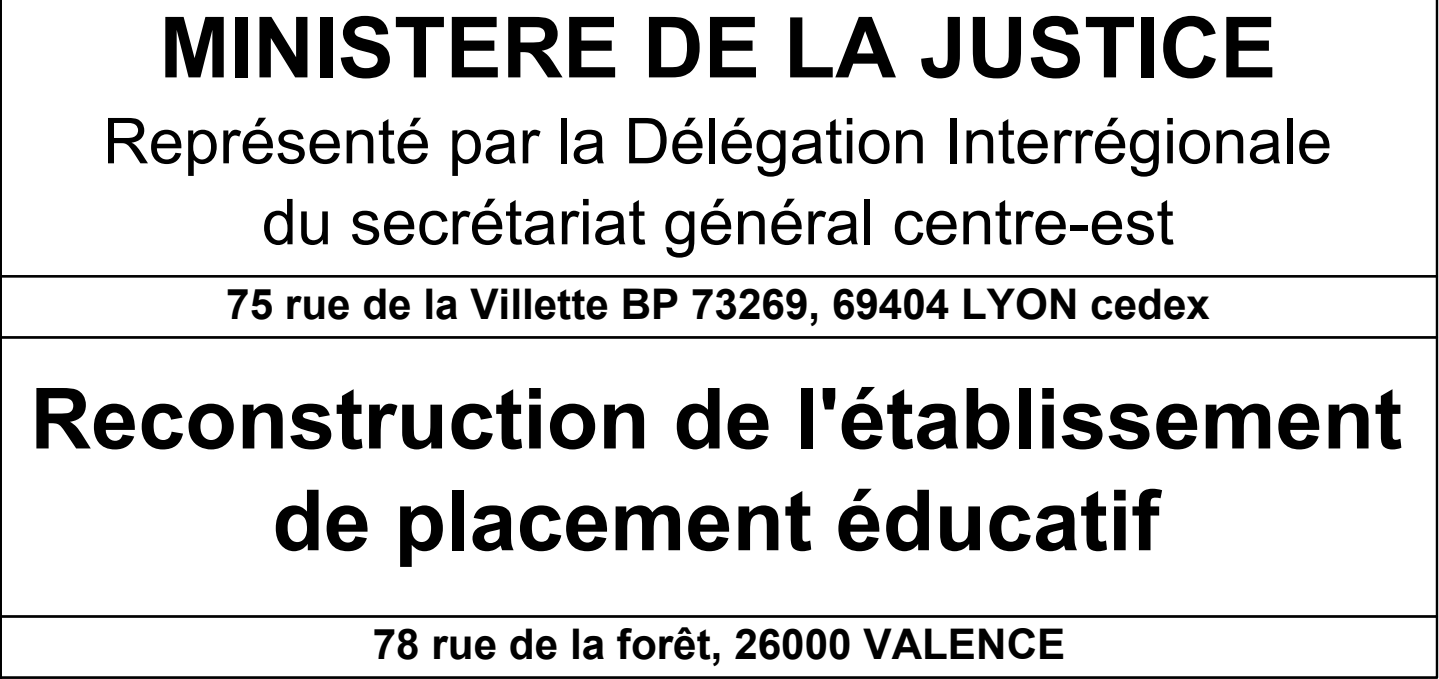 MINISTERE DE LA JUSTICE
Représenté par la Délégation Interrégionale
du secrétariat général centre-est
75 rue de la Villette BP 73269, 69404 LYON cedex
Reconstruction de l'établissement
de placement éducatif
78 rue de la forêt, 26000 VALENCE